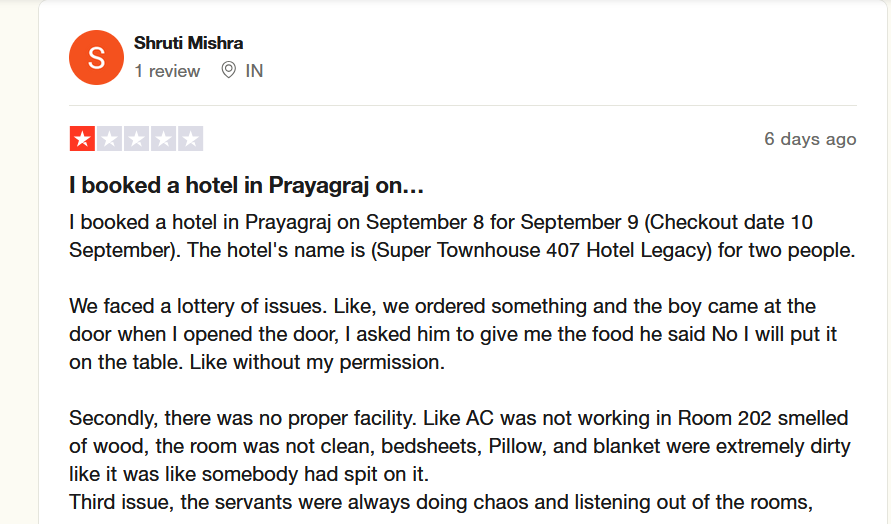 S
Shruti Mishra
1 review IN
6 days ago
I booked a hotel in Prayagraj on...
I booked a hotel in Prayagraj on September 8 for September 9 (Checkout date 10
September). The hotel's name is (Super Townhouse 407 Hotel Legacy) for two people.
We faced a lottery of issues. Like, we ordered something and the boy came at the
door when I opened the door, I asked him to give me the food he said No I will put it
on the table. Like without my permission.
Secondly, there was no proper facility. Like AC was not working in Room 202 smelled
of wood, the room was not clean, bedsheets, Pillow, and blanket were extremely dirty
like it was like somebody had spit on it.
Third issue, the servants were always doing chaos and listening out of the rooms,